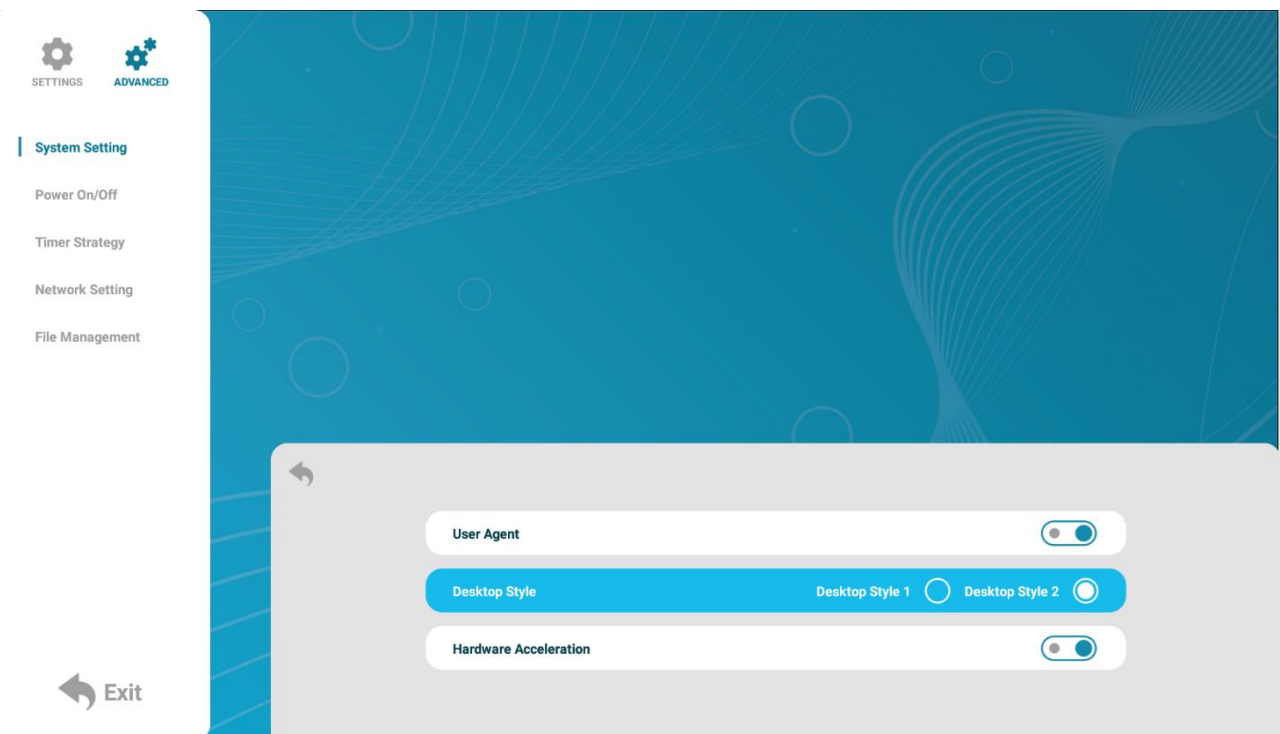 SETTINGS ADVANCED
System Setting
Power On/Off
Timer Strategy
Network Setting
File Management
Exit
User Agent
Desktop Style Desktop Style 1 Desktop Style 2
Hardware Acceleration